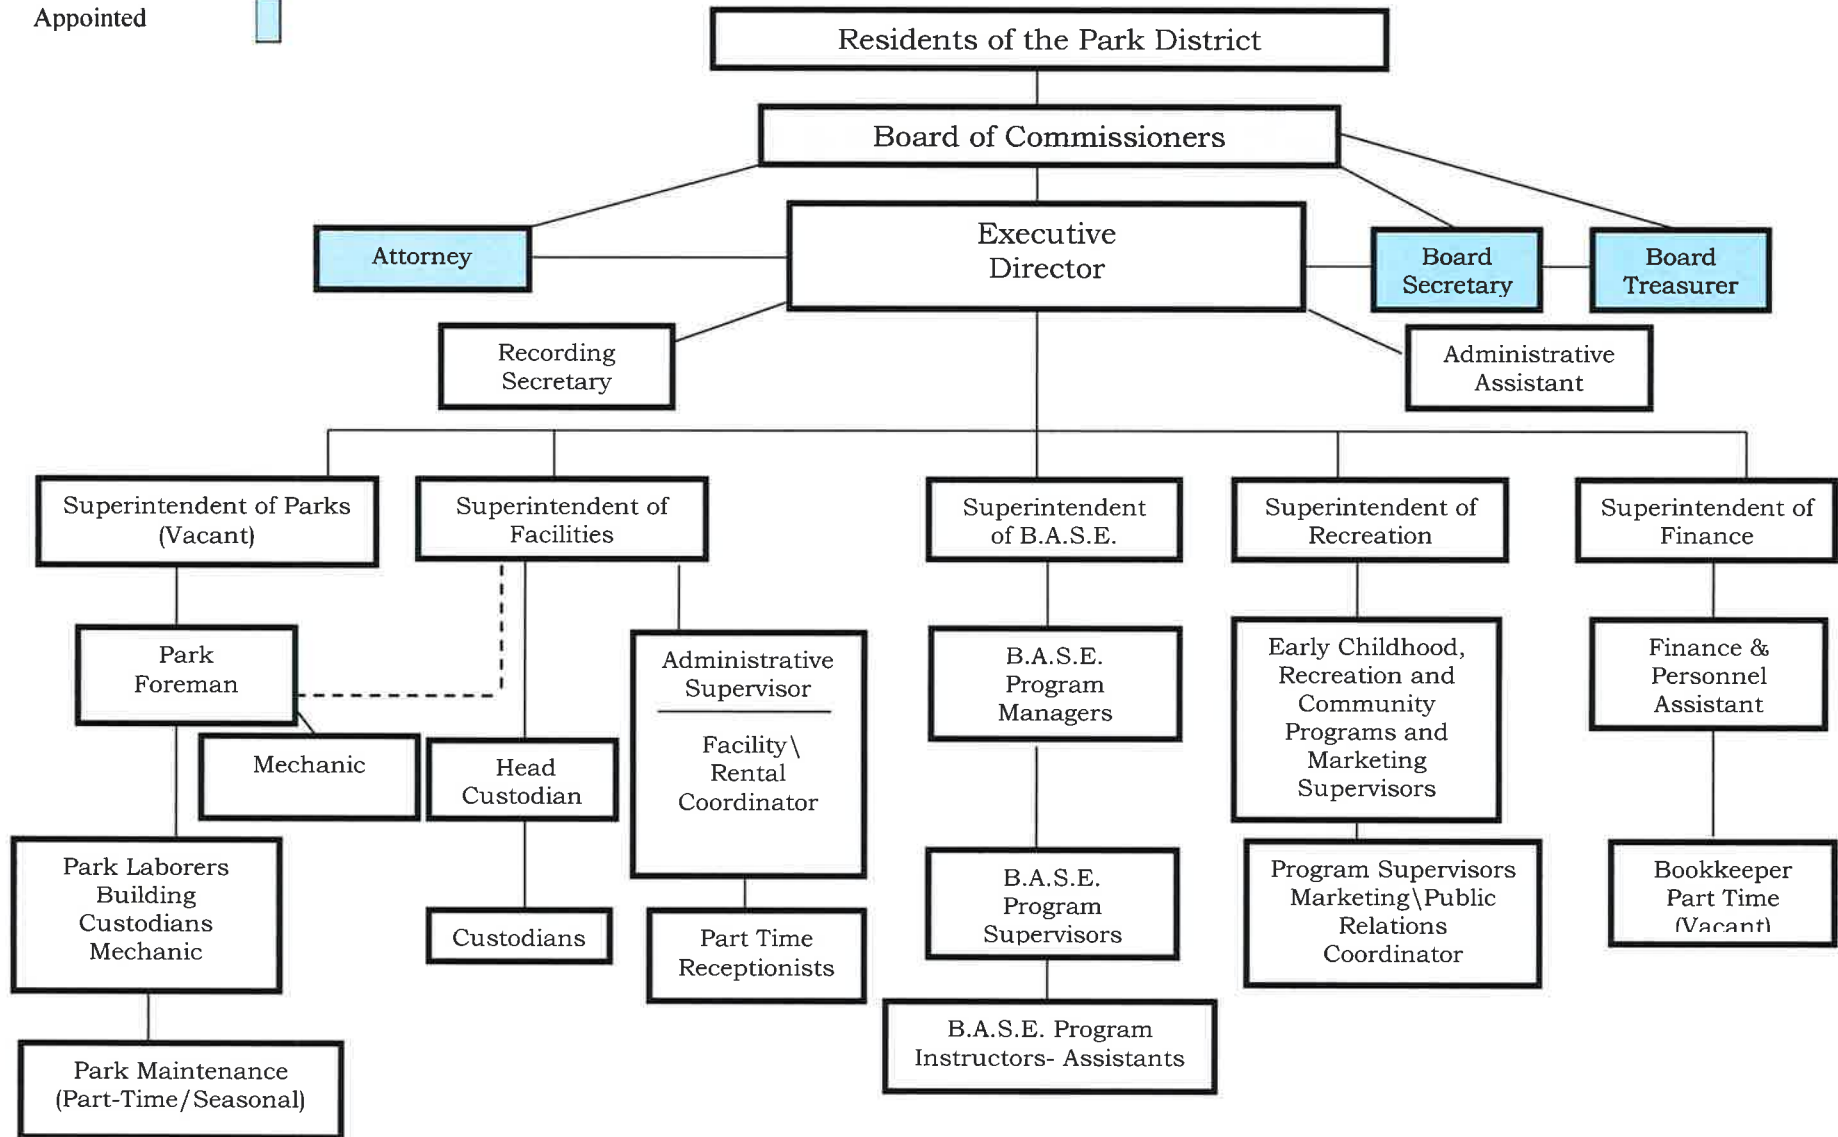 Appointed
Residents of the Park District
Board of Commissioners
Executive
Director
Attorney
Board
Secretary
Board
Treasurer
Recording
Secretary
Administrative
Assistant
Superintendent of Parks
(Vacant)
Superintendent of
Facilities
Superintendent
of B.A.S.E.
Superintendent of
Recreation
Superintendent of
Finance
Park
Foreman
Mechanic
Head
Custodian
Administrative
Supervisor
Facility\
Rental
Coordinator
B.A.S.E.
Program
Managers
Early Childhood,
Recreation and
Community
Programs and
Marketing
Supervisors
Finance &
Personnel
Assistant
Park Laborers
Building
Custodians
Mechanic
Custodians
Part Time
Receptionists
B.A.S.E.
Program
Supervisors
Program Supervisors
Marketing\Public
Relations
Coordinator
Bookkeeper
Part Time
(Vacant)
B.A.S.E. Program
Instructors- Assistants
Park Maintenance
(Part-Time/Seasonal)